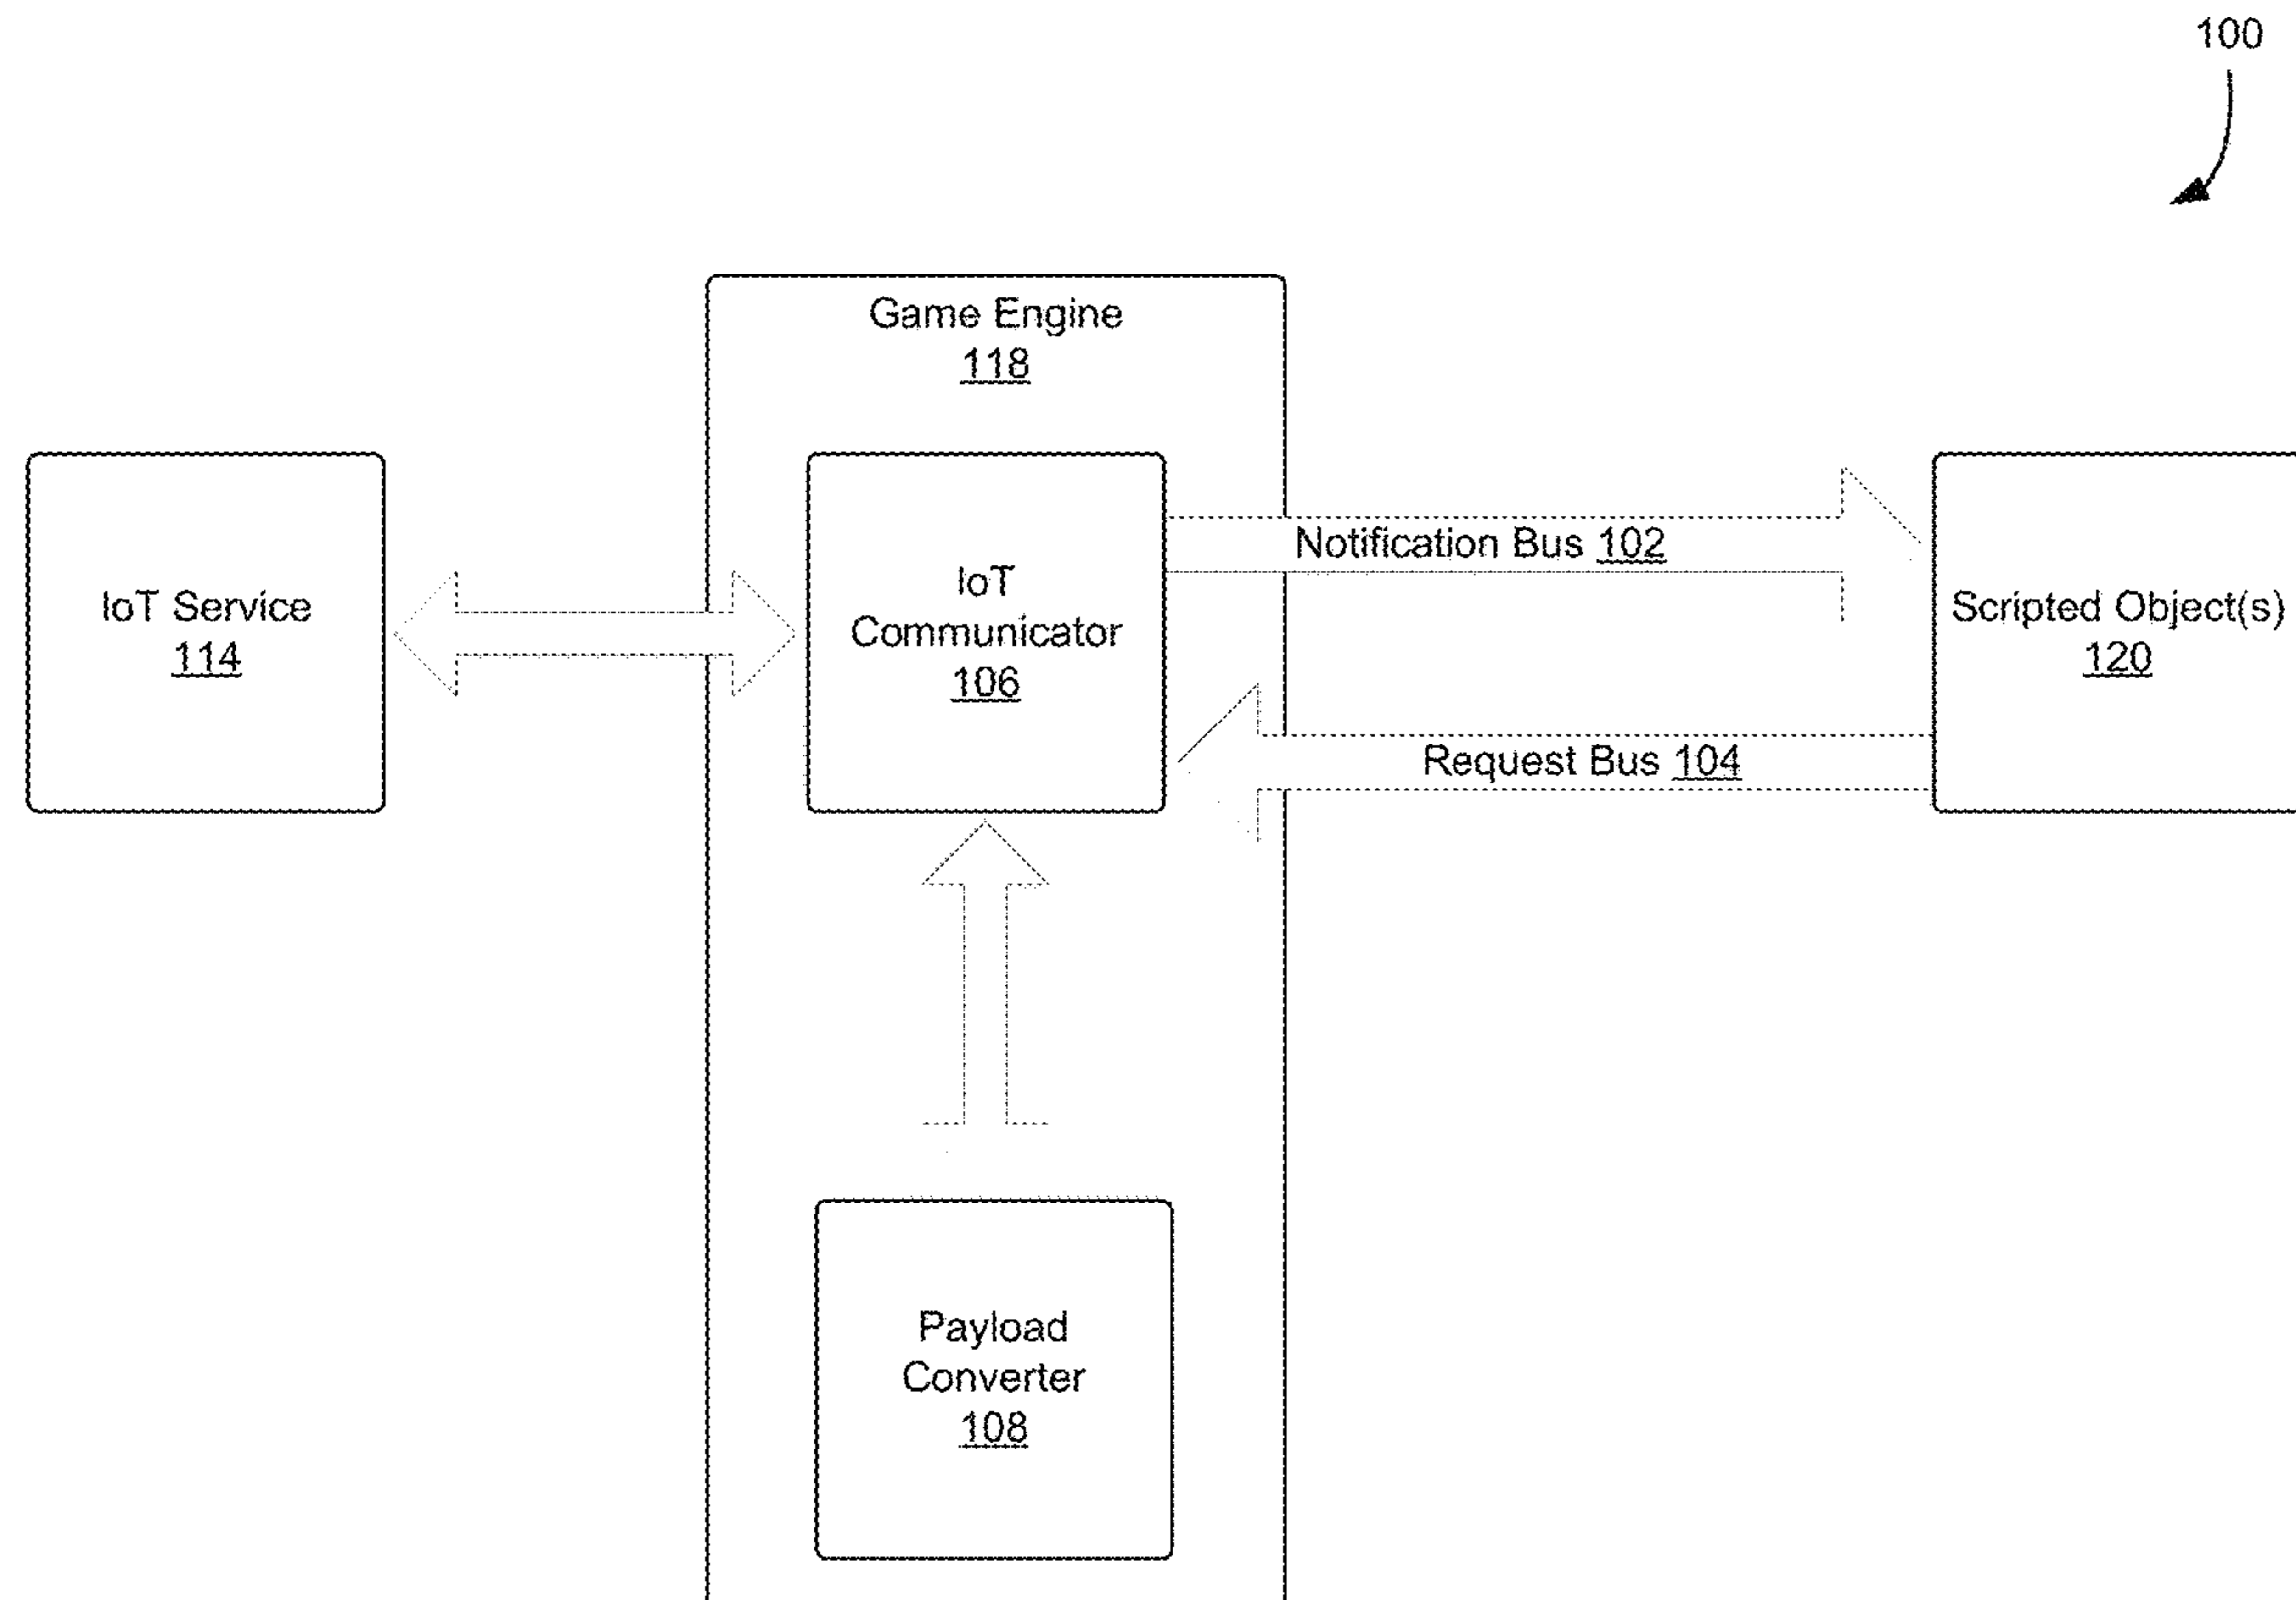 100
Game Engine
118
IoT Service
114
IoT
Communicator
106
Notification Bus 102
Request Bus 104
Scripted Object(s)
120
Payload
Converter
108